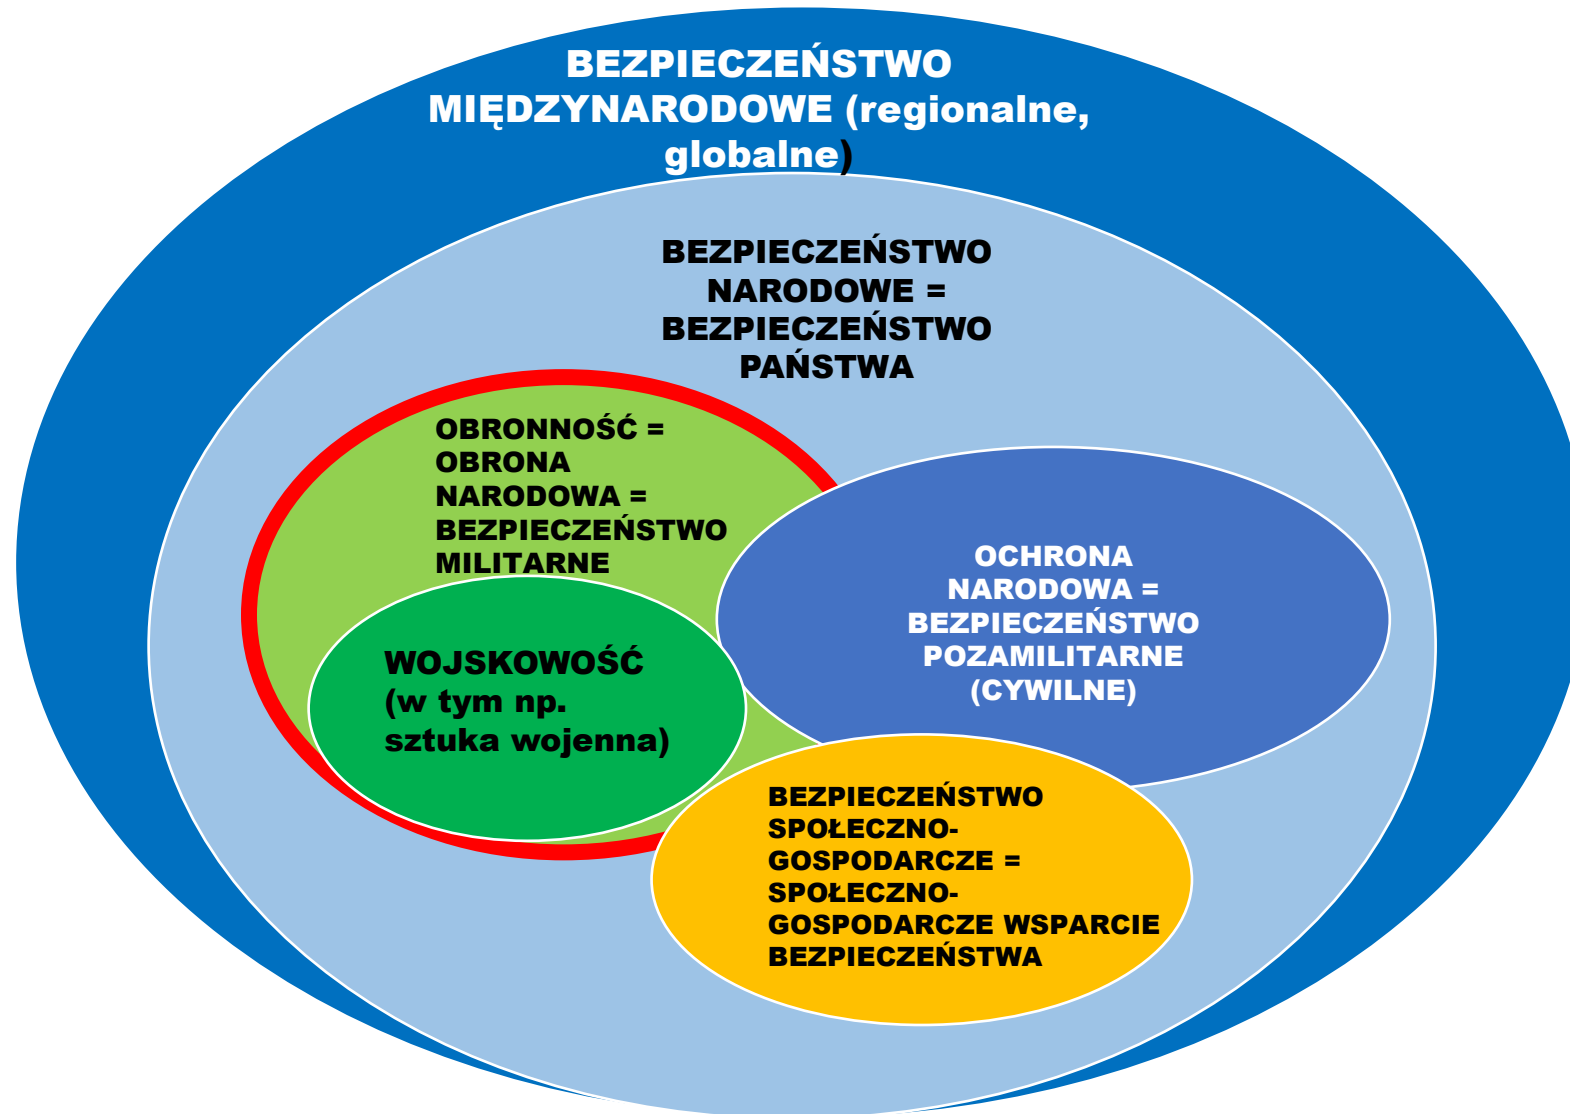 BEZPIECZEŃSTWO
MIĘDZYNARODOWE (regionalne,
globalne)
BEZPIECZEŃSTWO
NARODOWE =
BEZPIECZEŃSTWO
PAŃSTWA
OBRONNOŚĆ =
OBRONA
NARODOWA =
BEZPIECZEŃSTWO
MILITARNE
OCHRONA
NARODOWA =
BEZPIECZEŃSTWO
POZAMILITARNE
(CYWILNE)
WOJSKOWOŚĆ
(w tym np.
sztuka wojenna)
BEZPIECZEŃSTWO
SPOŁECZNO-
GOSPODARCZE =
SPOŁECZNO-
GOSPODARCZE WSPARCIE
BEZPIECZEŃSTWA